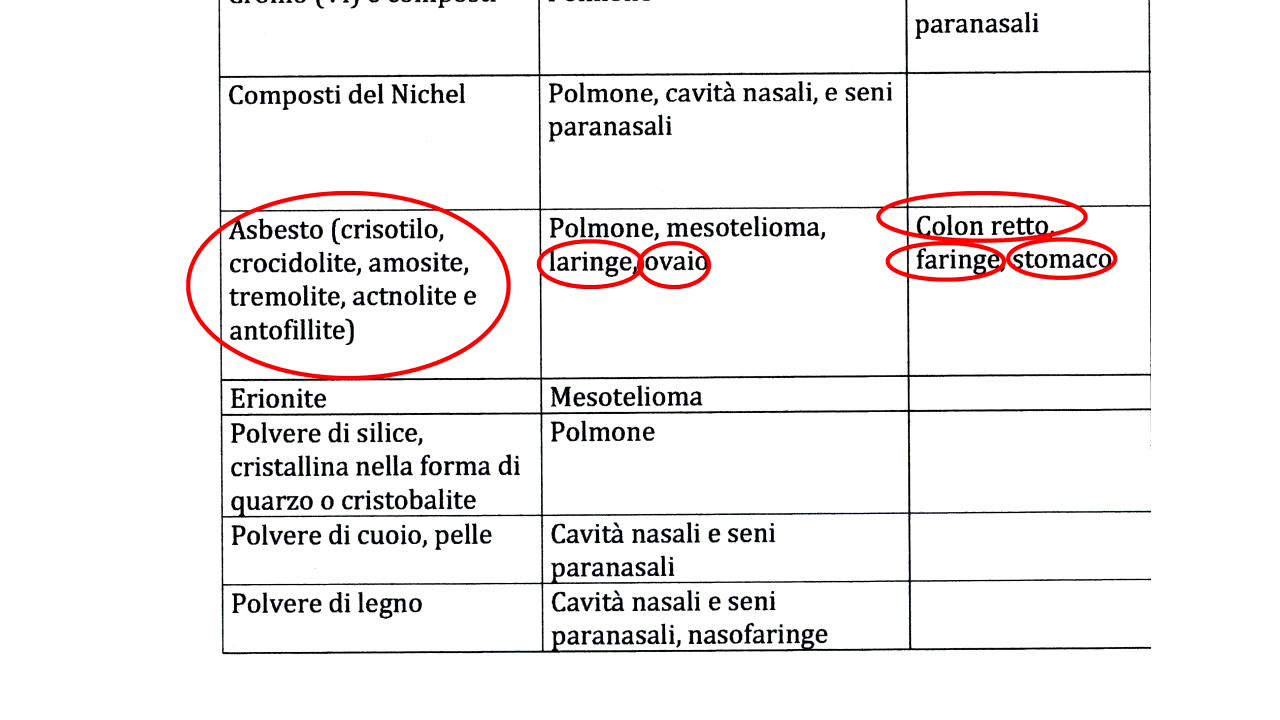 paranasali
Composti del Nichel
Polmone, cavità nasali, e seni
paranasali
Asbesto (crisotilo,
crocidolite, amosite,
tremolite, actnolite e
antofillite)
Polmone, mesotelioma,
laringe, ovaio
Colon retto,
faringe, stomaco
Erionite
Mesotelioma
Polvere di silice,
cristallina nella forma di
quarzo o cristobalite
Polmone
Polvere di cuoio, pelle
Cavità nasali e seni
paranasali
Polvere di legno
Cavità nasali e seni
paranasali, nasofaringe